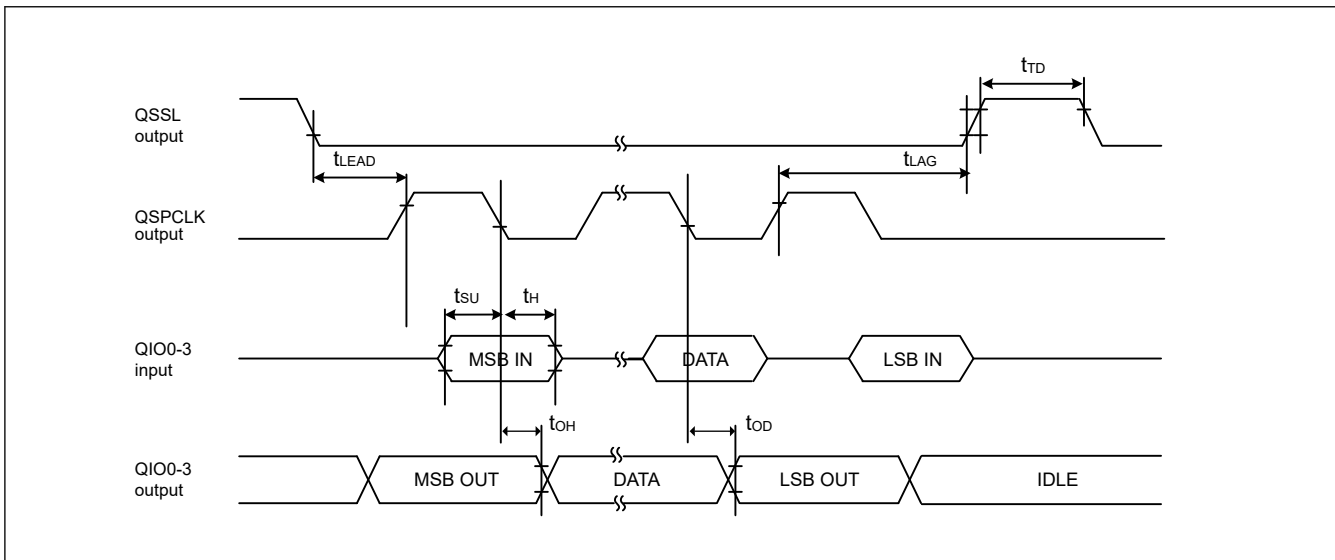 tTD
QSSL
output
tLEAD
tLAG
QSPCLK
output
tSU
tH
QIO0-3
input
MSB IN
DATA
LSB IN
tOH
tOD
QIO0-3
output
MSB OUT
DATA
LSB OUT
IDLE